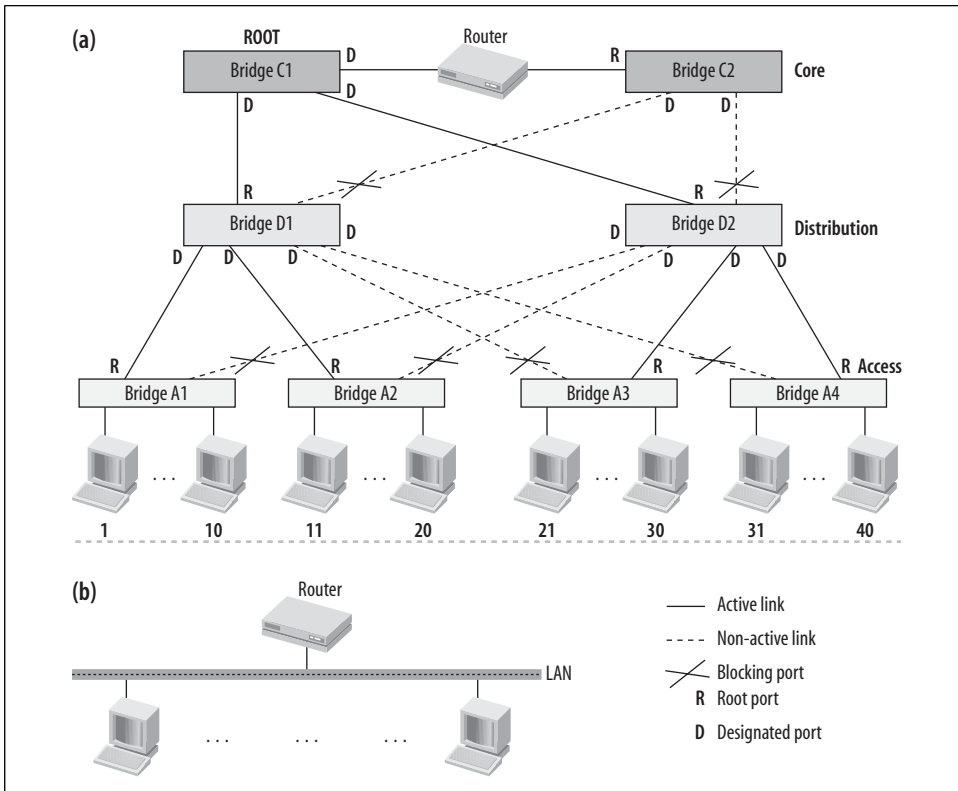 (a)
ROOT
Router
Bridge C1
D
D
D
R
Bridge C2
Core
D
D
R
R
Bridge D1
D
D
D
D
Bridge D2
Distribution
D
D
D
D
R
R
R
R
Access
Bridge A1
Bridge A2
Bridge A3
Bridge A4
. . .
. . .
. . .
. . .
1
10
11
20
21
30
31
40
(b)
Router
LAN
. . .
. . .
. . .
Active link
Non-active link
Blocking port
R Root port
D Designated port